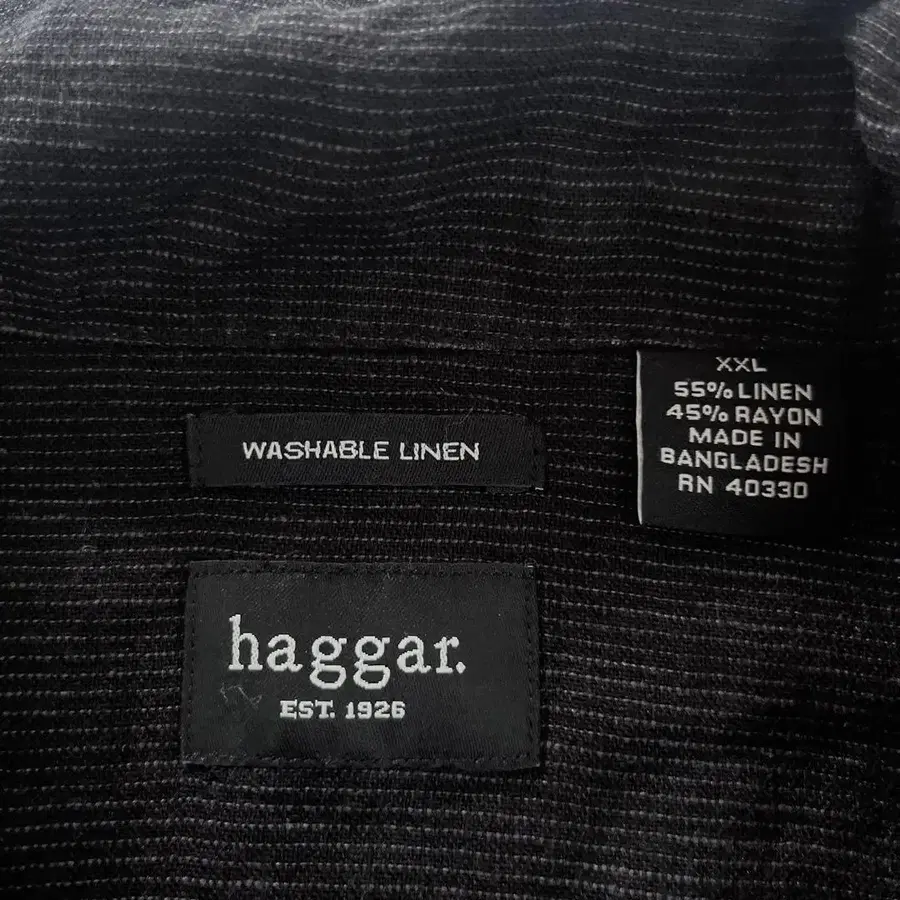 XXL
55% LINEN
45% RAYON
MADE IN
BANGLADESH
RN 40330
WASHABLE LINEN
haggar.
EST. 1926